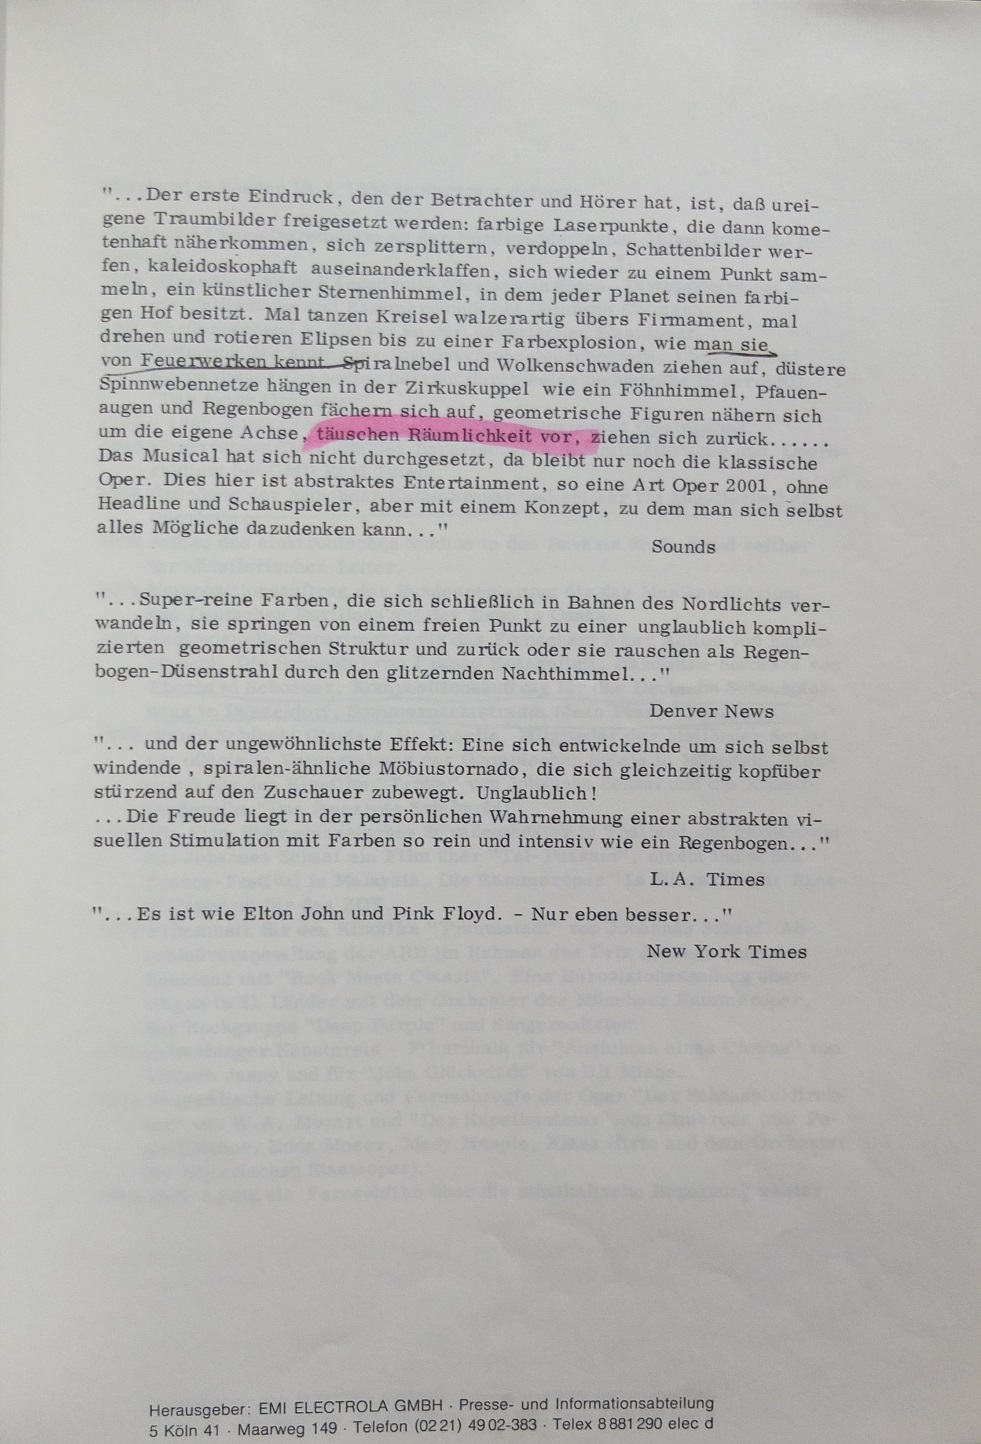 "...Der erste Eindruck, den der Betrachter und Hörer hat, ist, daß urei-
gene Traumbilder freigesetzt werden: farbige Laserpunkte, die dann kome-
tenhaft näherkommen, sich zersplittern, verdoppeln, Schattenbilder wer-
fen, kaleidoskophaft auseinanderklaffen, sich wieder zu einem Punkt sam-
meln, ein künstlicher Sternenhimmel, in dem jeder Planet seinen farbi-
gen Hof besitzt. Mal tanzen Kreisel walzerartig übers Firmament, mal
drehen und rotieren Elipsen bis zu einer Farbexplosion, wie man sie
von Feuerwerken kennt. Spiralnebel und Wolkenschwaden ziehen auf, düstere
Spinnwebennetze hängen in der Zirkuskuppel wie ein Föhnhimmel, Pfauen-
augen und Regenbogen fächern sich auf, geometrische Figuren nähern sich
um die eigene Achse, täuschen Räumlichkeit vor, ziehen sich zurück......
Das Musical hat sich nicht durchgesetzt, da bleibt nur noch die klassische
Oper. Dies hier ist abstraktes Entertainment, so eine Art Oper 2001, ohne
Headline und Schauspieler, aber mit einem Konzept, zu dem man sich selbst
alles Mögliche dazudenken kann..."
Sounds
"...Super-reine Farben, die sich schließlich in Bahnen des Nordlichts ver-
wandeln, sie springen von einem freien Punkt zu einer unglaublich kompli-
zierten geometrischen Struktur und zurück oder sie rauschen als Regen-
bogen-Düsenstrahl durch den glitzernden Nachthimmel..."
Denver News
"... und der ungewöhnlichste Effekt: Eine sich entwickelnde um sich selbst
windende , spiralen-ähnliche Möbiustornado, die sich gleichzeitig kopfüber
stürzend auf den Zuschauer zubewegt. Unglaublich!
...Die Freude liegt in der persönlichen Wahrnehmung einer abstrakten vi-
suellen Stimulation mit Farben so rein und intensiv wie ein Regenbogen..."
L.A. Times
"...Es ist wie Elton John und Pink Floyd. - Nur eben besser..."
New York Times
Herausgeber: EMI ELECTROLA GMBH · Presse- und Informationsabteilung
5 Köln 41 · Maarweg 149 · Telefon (02 21) 49 02-383 · Telex 8 881 290 elec d